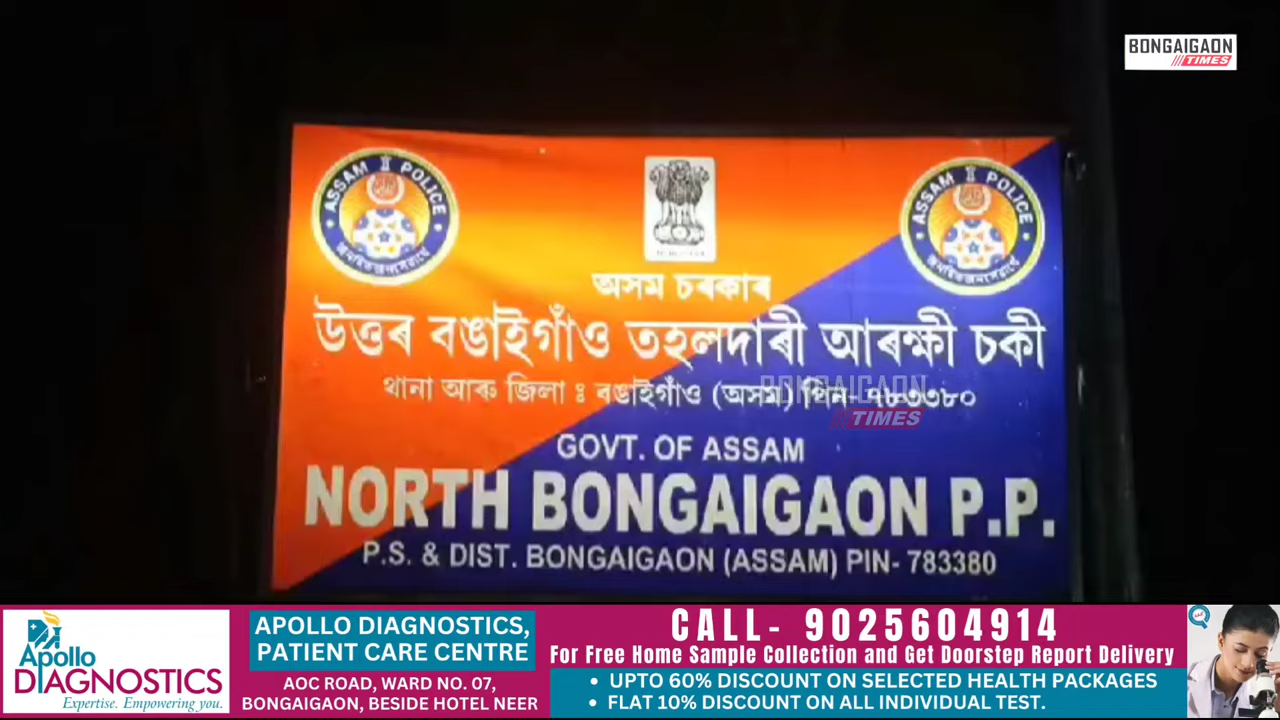 BONGAIGAON
TIMES
ASSAM POLICE
ASSAM POLICE
অসম চৰকাৰ
উত্তৰ বঙাইগাঁও তহলদাৰী আৰক্ষী চকী
থানা আৰু জিলা ঃ বঙাইগাঁও (অসম) পিন- ৭৮৩৩৮০
BONGAIGAON
TIMES
GOVT. OF ASSAM
NORTH BONGAIGAON P.P.
P.S. & DIST. BONGAIGAON (ASSAM) PIN- 783380
Apollo
DIAGNOSTICS
Expertise. Empowering you.
APOLLO DIAGNOSTICS,
PATIENT CARE CENTRE
AOC ROAD, WARD NO. 07,
BONGAIGAON, BESIDE HOTEL NEER
CALL- 9025604914
For Free Home Sample Collection and Get Doorstep Report Delivery
• UPTO 60% DISCOUNT ON SELECTED HEALTH PACKAGES
• FLAT 10% DISCOUNT ON ALL INDIVIDUAL TEST.